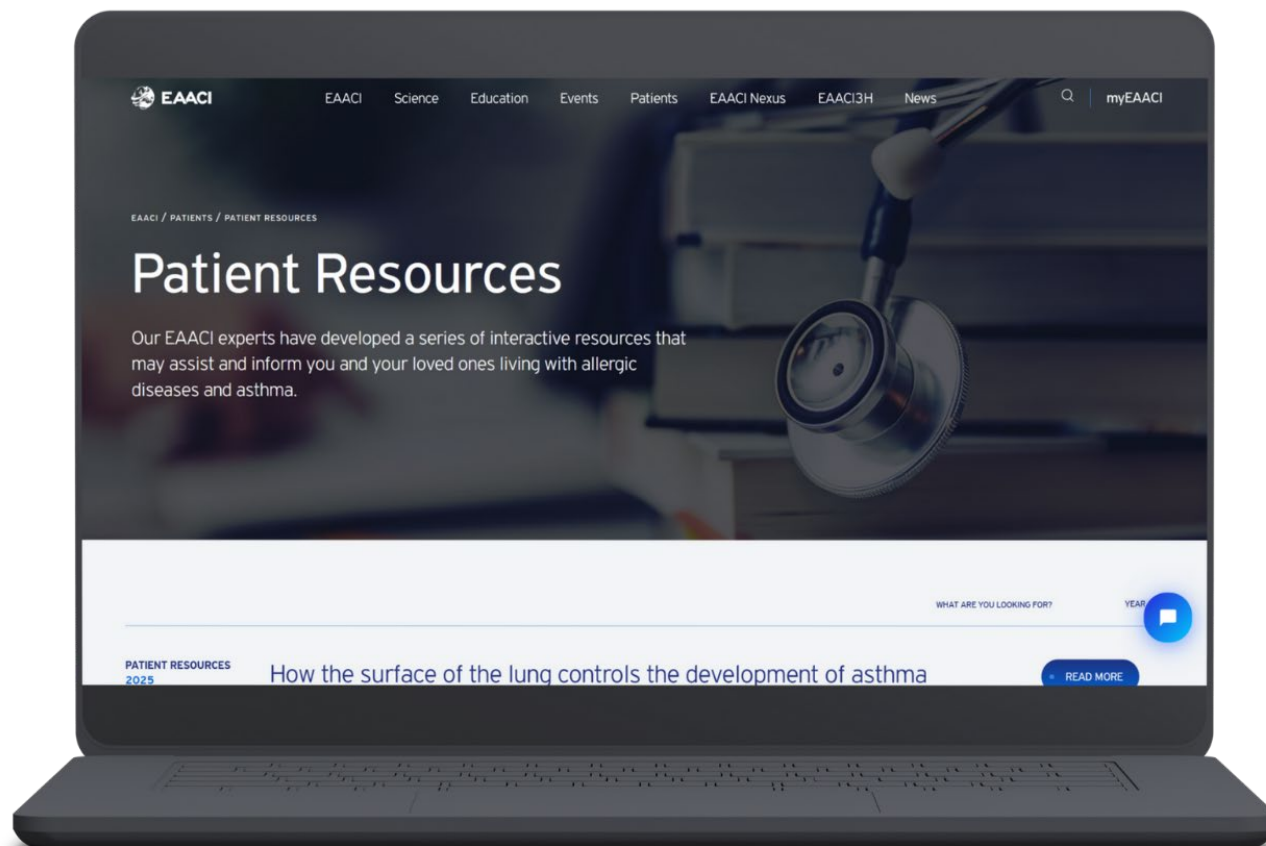 EAACI
EAACI Science Education Events Patients EAACI Nexus EAACI3H News
myEAACI
EAACI / PATIENTS / PATIENT RESOURCES
Patient Resources
Our EAACI experts have developed a series of interactive resources that
may assist and inform you and your loved ones living with allergic
diseases and asthma.
WHAT ARE YOU LOOKING FOR?
YEAR
PATIENT RESOURCES
2025
How the surface of the lung controls the development of asthma
READ MORE